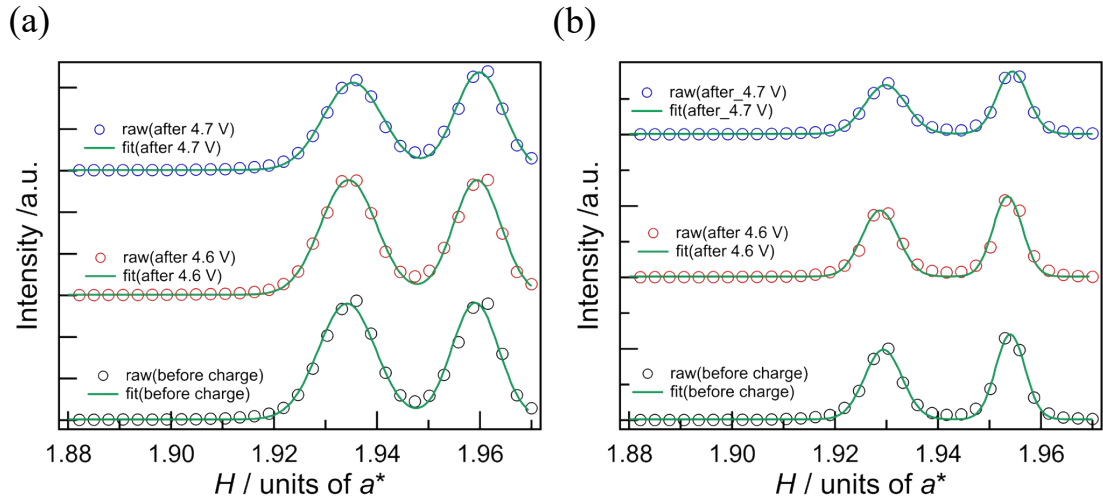 (a)
raw(after 4.7 V)
fit(after 4.7 V)
raw(after 4.6 V)
fit(after 4.6 V)
raw(before charge)
fit(before charge)
Intensity /a.u.
1.88 1.90 1.92 1.94 1.96
H / units of a*
(b)
raw(after_4.7 V)
fit(after_4.7 V)
raw(after 4.6 V)
fit(after 4.6 V)
raw(before charge)
fit(before charge)
Intensity /a.u.
1.88 1.90 1.92 1.94 1.96
H / units of a*